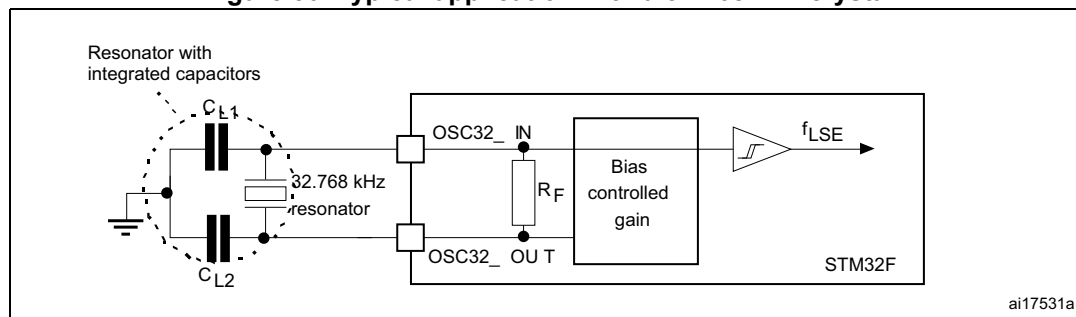 Resonator with
integrated capacitors
CL1
OSC32_ IN
fLSE
32.768 kHz
resonator
RF
Bias
controlled
gain
OSC32_ OU T
STM32F
CL2
ai17531a